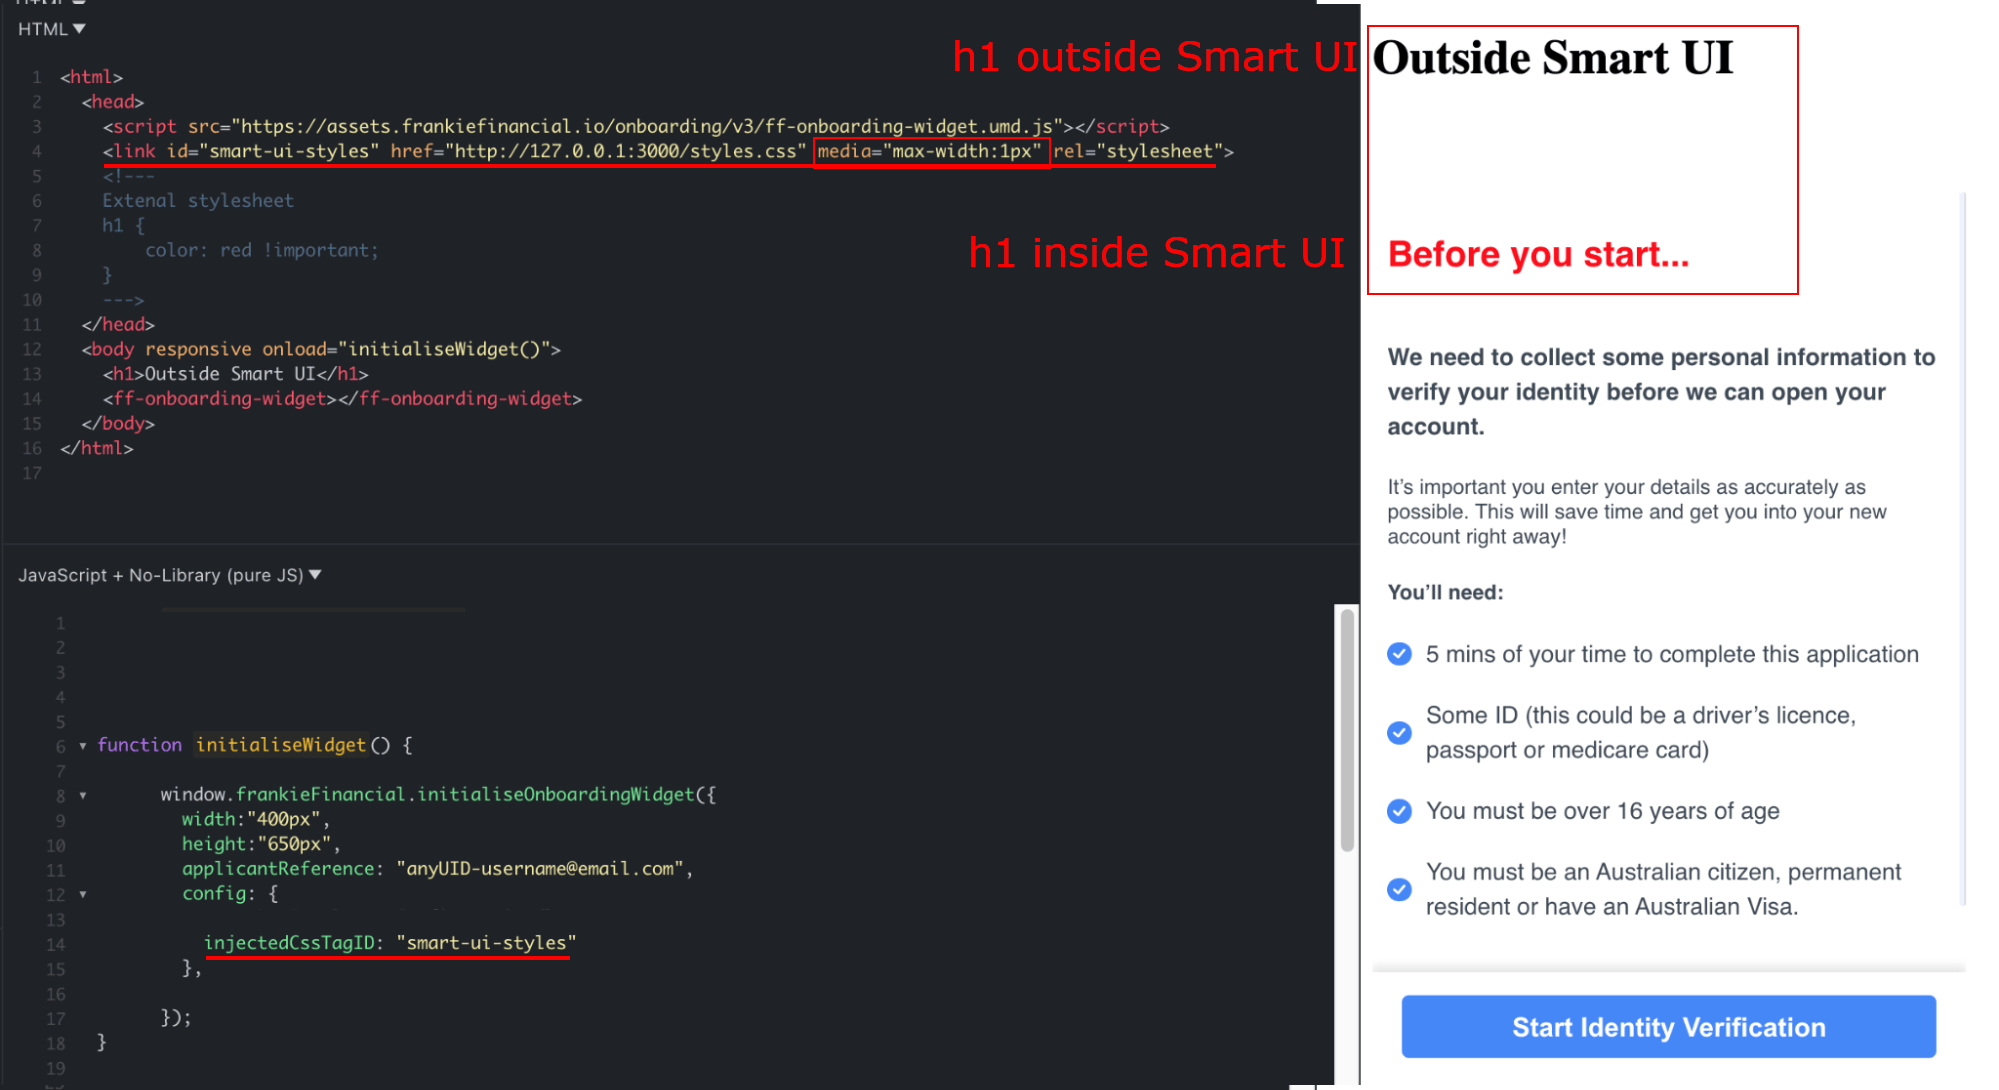 HTML ▼
h1 outside Smart UI
1 <html>
2 <head>
3 <script src="https://assets.frankiefinancial.io/onboarding/v3/ff-onboarding-widget.umd.js"></script>
4 <link id="smart-ui-styles" href="http://127.0.0.1:3000/styles.css" media="max-width:1px" rel="stylesheet">
5 <!---
6 Extenal stylesheet
7 h1 {
8 color: red !important;
9 }
10 --->
11 </head>
12 <body responsive onload="initialiseWidget()">
13 <h1>Outside Smart UI</h1>
14 <ff-onboarding-widget></ff-onboarding-widget>
15 </body>
16 </html>
17
h1 inside Smart UI
JavaScript + No-Library (pure JS) ▼
1
2
3
4
5
6 ▼ function initialiseWidget() {
7
8 ▼ window.frankieFinancial.initialiseOnboardingWidget({
9 width:"400px",
10 height:"650px",
11 applicantReference: "anyUID-username@email.com",
12 ▼ config: {
13
14 injectedCssTagID: "smart-ui-styles"
15 },
16
17 });
18 }
19
Outside Smart UI
Before you start...
We need to collect some personal information to
verify your identity before we can open your
account.
It's important you enter your details as accurately as
possible. This will save time and get you into your new
account right away!
You'll need:
5 mins of your time to complete this application
Some ID (this could be a driver's licence,
passport or medicare card)
You must be over 16 years of age
You must be an Australian citizen, permanent
resident or have an Australian Visa.
Start Identity Verification